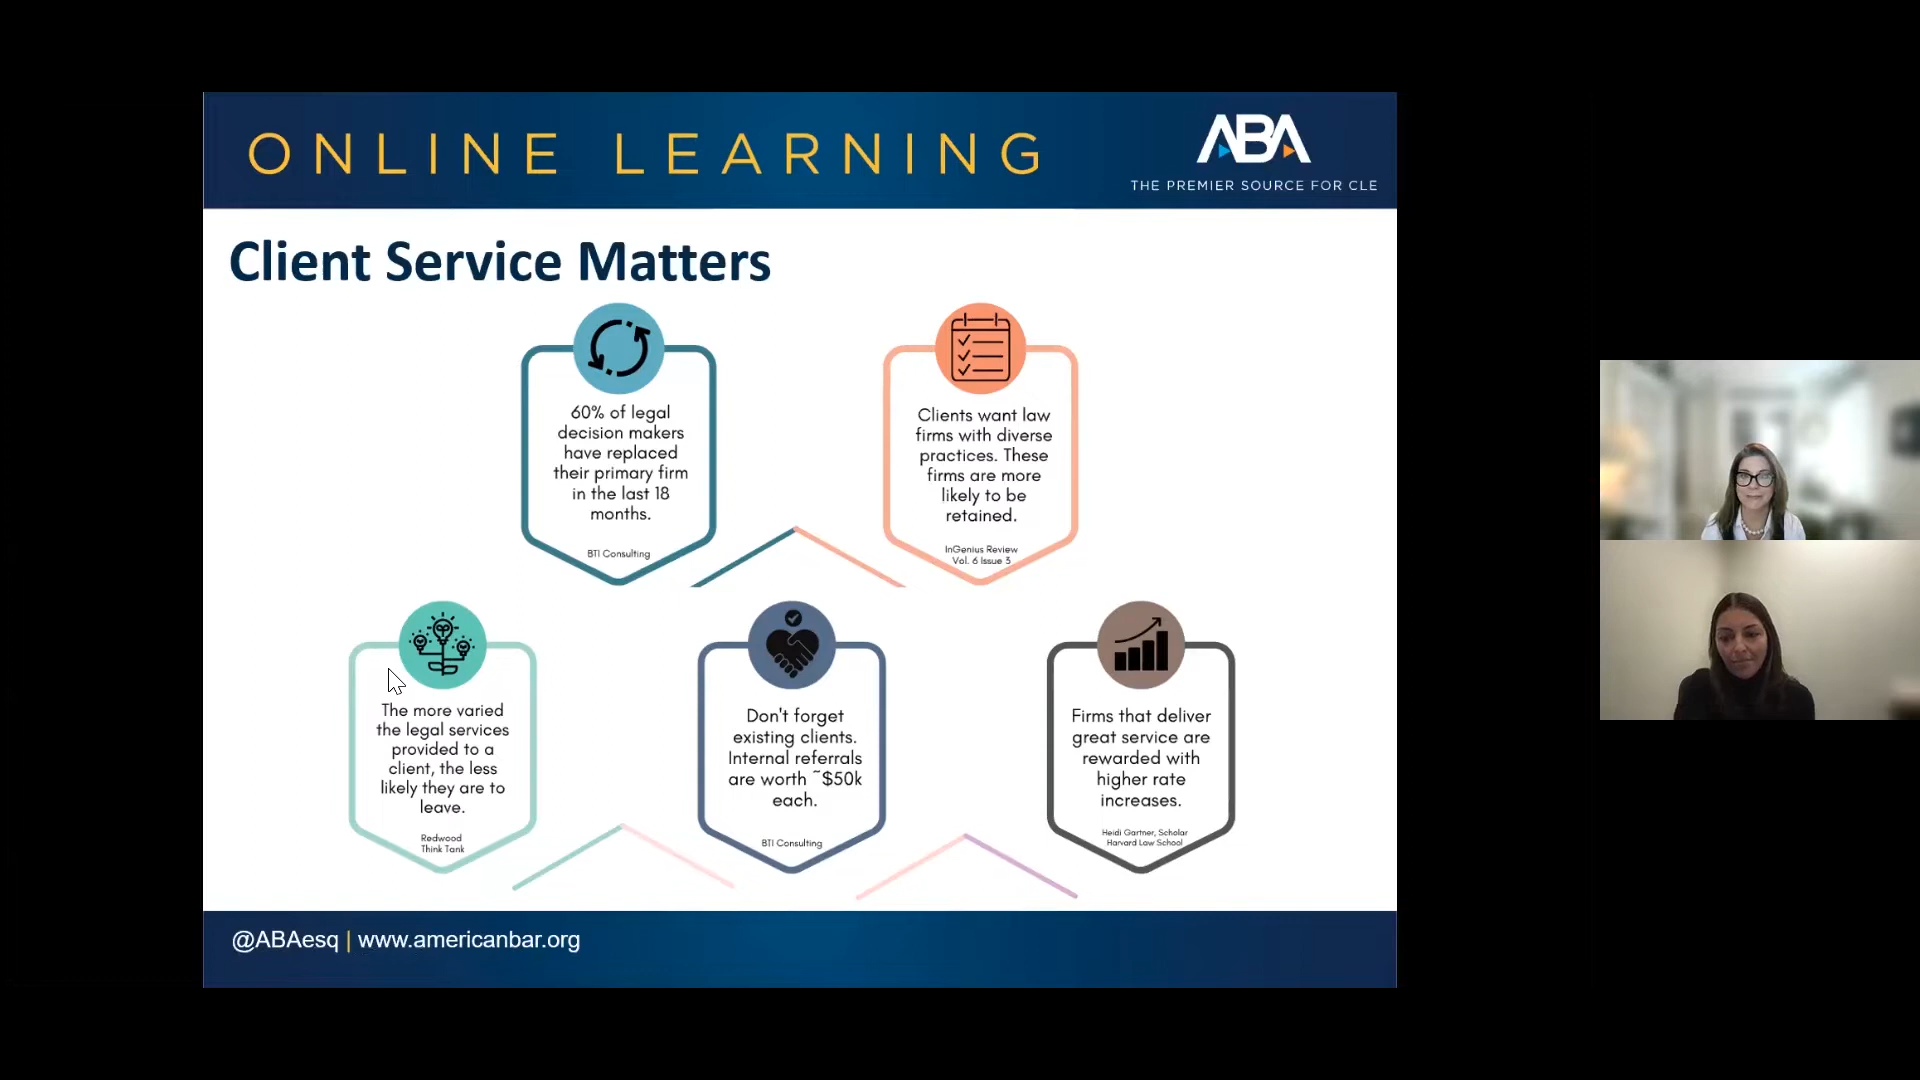 ONLINE LEARNING
ABA
THE PREMIER SOURCE FOR CLE
Client Service Matters
60% of legal
decision makers
have replaced
their primary firm
in the last 18
months.
BTI Consulting
Clients want law
firms with diverse
practices. These
firms are more
likely to be
retained.
InGenius Review
Vol. 6 Issue 3
The more varied
the legal services
provided to a
client, the less
likely they are to
leave.
Redwood
Think Tank
Don't forget
existing clients.
Internal referrals
are worth ~$50k
each.
BTI Consulting
Firms that deliver
great service are
rewarded with
higher rate
increases.
Heidi Gartner, Scholar
Harvard Law School
@ABAesq | www.americanbar.org